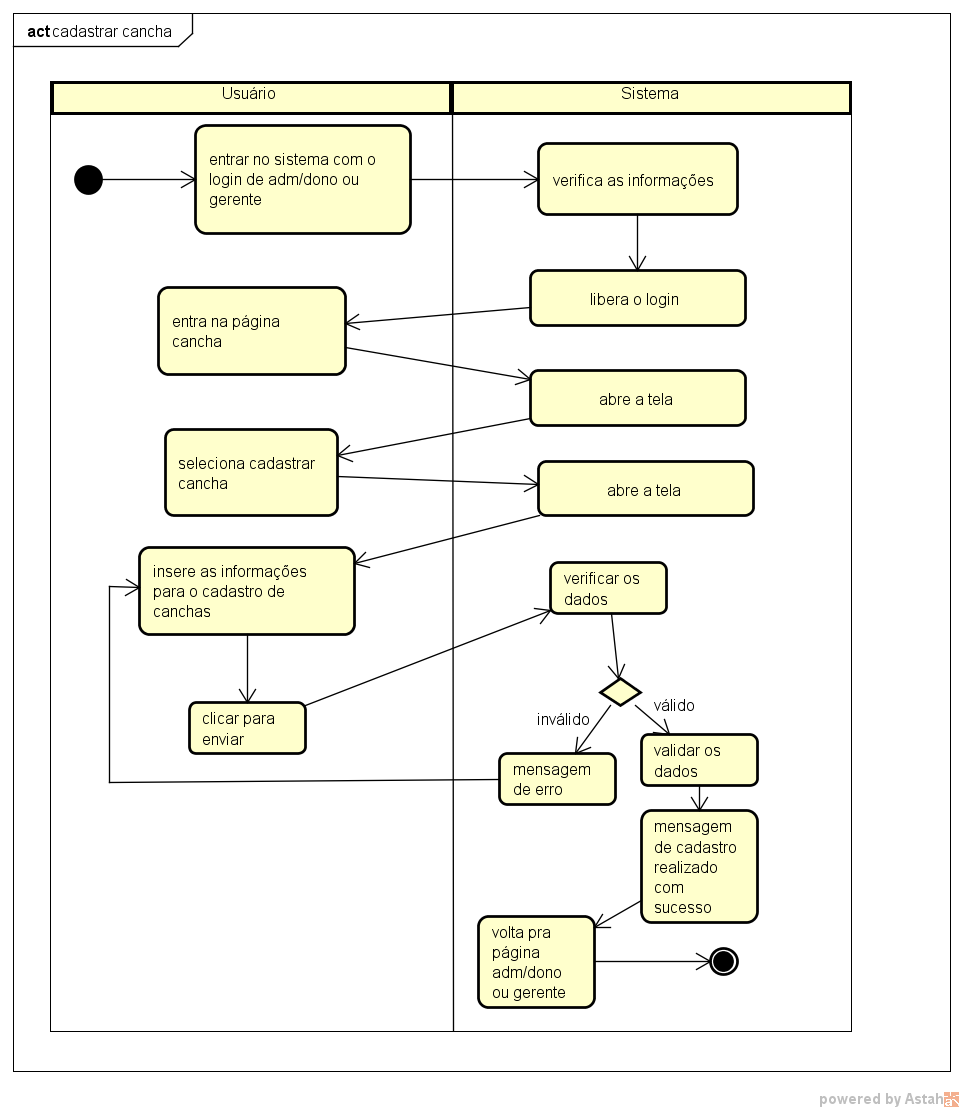 act cadastrar cancha
Usuário
Sistema
entrar no sistema com o
login de adm/dono ou
gerente
verifica as informações
libera o login
entra na página
cancha
abre a tela
seleciona cadastrar
cancha
abre a tela
insere as informações
para o cadastro de
canchas
verificar os
dados
clicar para
enviar
inválido
válido
mensagem
de erro
validar os
dados
mensagem
de cadastro
realizado
com
sucesso
volta pra
página
adm/dono
ou gerente
powered by Astah